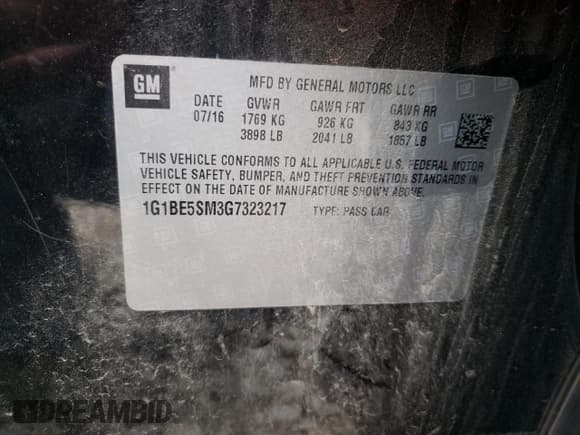 GM
MFD BY GENERAL MOTORS LLC
DATE GVWR GAWR FRT GAWR RR
07/16 1769 KG 926 KG 843 KG
3898 LB 2041 LB 1857 LB
THIS VEHICLE CONFORMS TO ALL APPLICABLE U.S. FEDERAL MOTOR
VEHICLE SAFETY, BUMPER, AND THEFT PREVENTION STANDARDS IN
EFFECT ON THE DATE OF MANUFACTURE SHOWN ABOVE.
1G1BE5SM3G7323217 TYPE: PASS CAR
DREAMBID